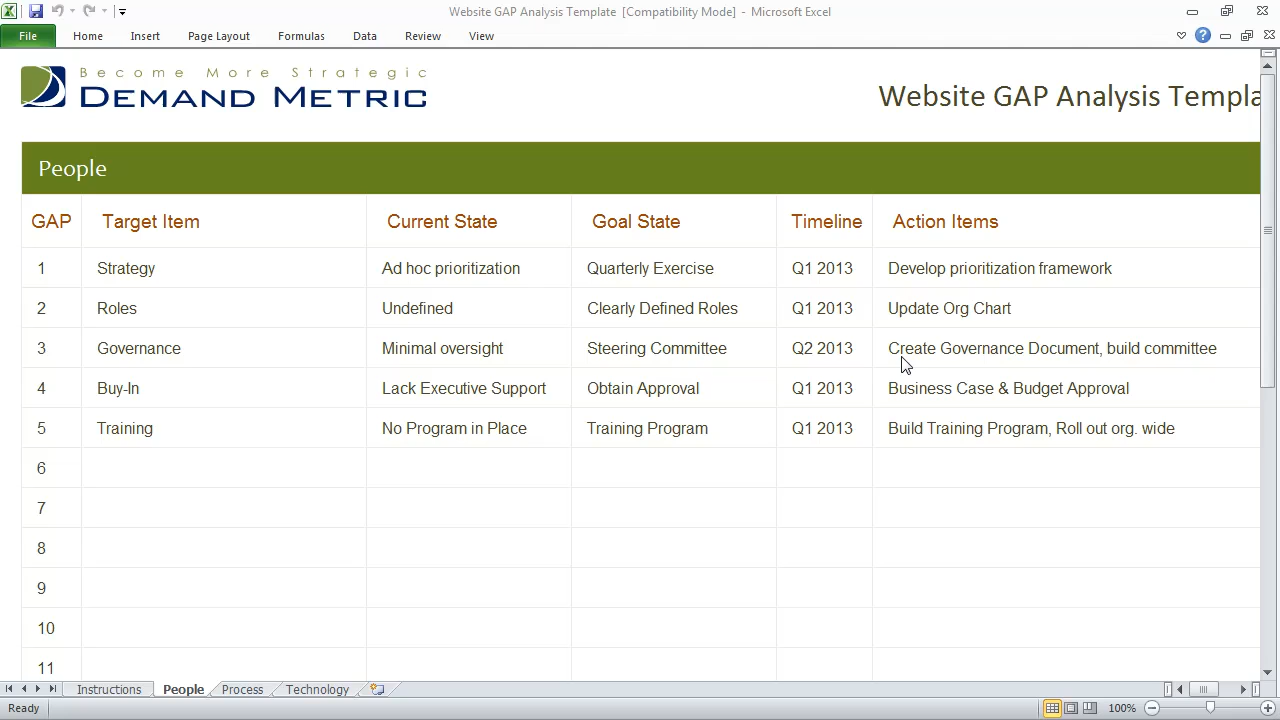 Website GAP Analysis Template [Compatibility Mode] - Microsoft Excel
File Home Insert Page Layout Formulas Data Review View
Become More Strategic
DEMAND METRIC
Website GAP Analysis Templa
People
GAP Target Item Current State Goal State Timeline Action Items
1 Strategy Ad hoc prioritization Quarterly Exercise Q1 2013 Develop prioritization framework
2 Roles Undefined Clearly Defined Roles Q1 2013 Update Org Chart
3 Governance Minimal oversight Steering Committee Q2 2013 Create Governance Document, build committee
4 Buy-In Lack Executive Support Obtain Approval Q1 2013 Business Case & Budget Approval
5 Training No Program in Place Training Program Q1 2013 Build Training Program, Roll out org. wide
6
7
8
9
10
11
Instructions People Process Technology
Ready 100%